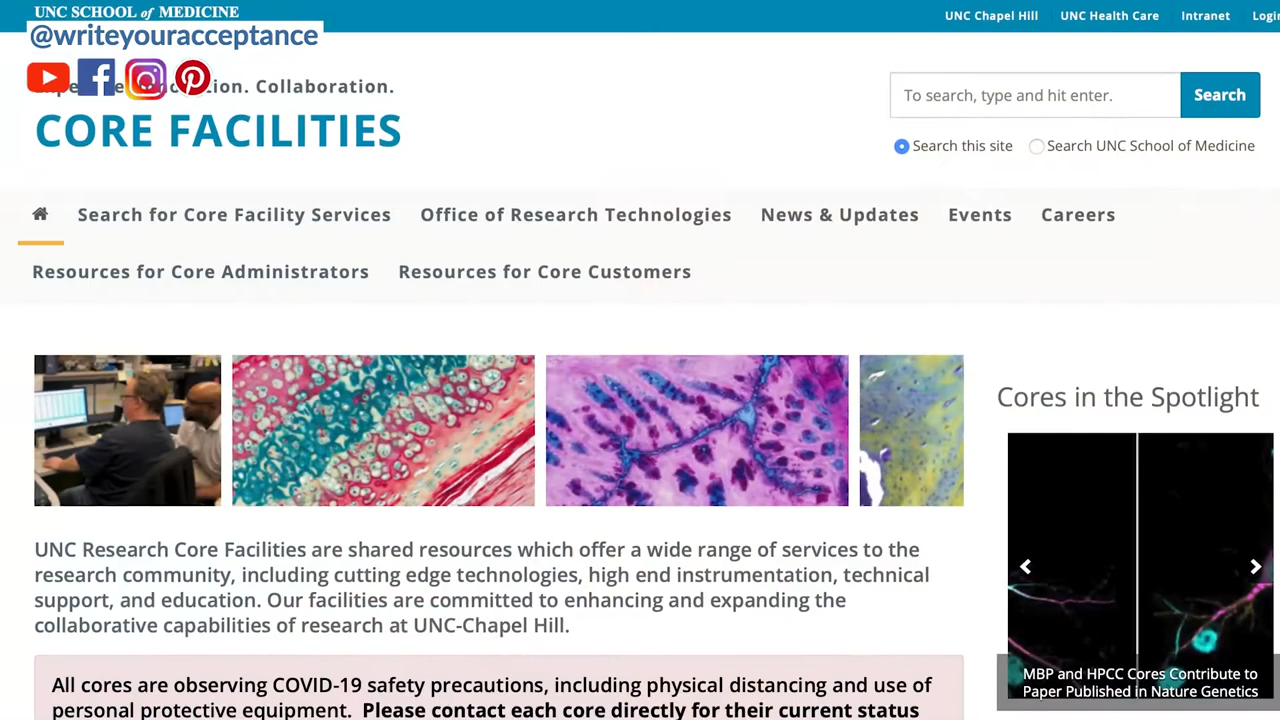 UNC SCHOOL of MEDICINE
UNC Chapel Hill
UNC Health Care
Intranet
@writeyouracceptance
ion. Collaboration.
To search, type and hit enter.
Search
CORE FACILITIES
Search this site
Search UNC School of Medicine
Search for Core Facility Services
Office of Research Technologies
News & Updates
Events
Careers
Resources for Core Administrators
Resources for Core Customers
Cores in the Spotlight
UNC Research Core Facilities are shared resources which offer a wide range of services to the
research community, including cutting edge technologies, high end instrumentation, technical
support, and education. Our facilities are committed to enhancing and expanding the
collaborative capabilities of research at UNC-Chapel Hill.
MBP and HPCC Cores Contribute to
Paper Published in Nature Genetics
All cores are observing COVID-19 safety precautions, including physical distancing and use of
personal protective equipment. Please contact each core directly for their current status